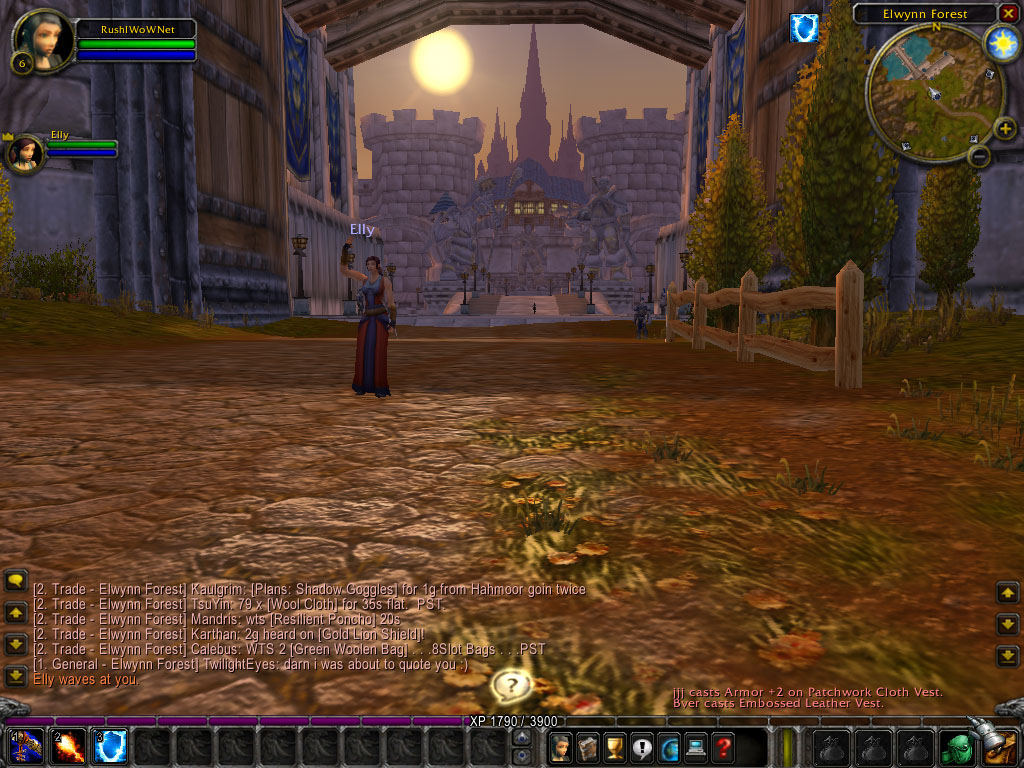 RushIWoWNet
6
Elly
Elwynn Forest
N
Elly
[2. Trade - Elwynn Forest] Kaulgrim: [Plans: Shadow Goggles] for 1g from Hahmoor goin twice
[2. Trade - Elwynn Forest] TsuYin: 79 x [Wool Cloth] for 35s flat. PST.
[2. Trade - Elwynn Forest] Mandris: wts [Resilient Poncho] 20s
[2. Trade - Elwynn Forest] Karthan: 2g heard on [Gold Lion Shield]!
[2. Trade - Elwynn Forest] Calebus: WTS 2 [Green Woolen Bag] . . .8Slot Bags . . .PST
[1. General - Elwynn Forest] TwilightEyes: darn i was about to quote you :)
Elly waves at you.
?
jjj casts Armor +2 on Patchwork Cloth Vest.
Bver casts Embossed Leather Vest.
XP 1790 / 3900
1 2 3
! ?